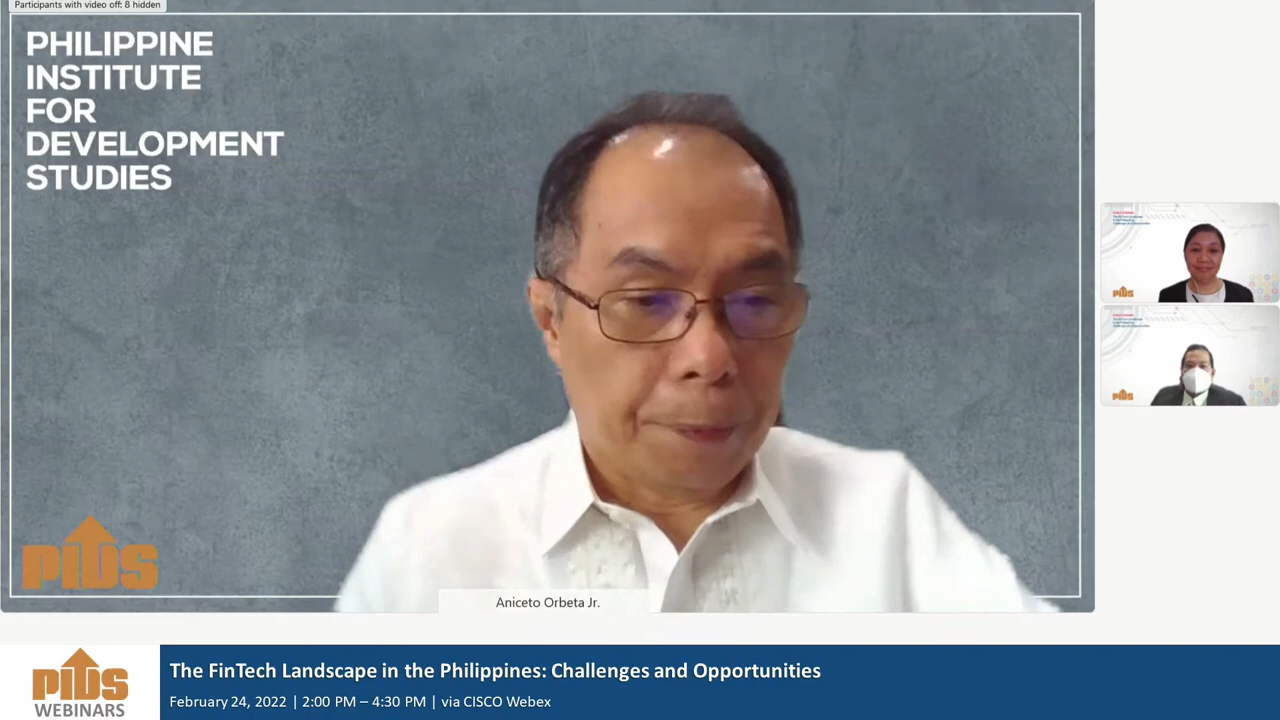 Participants with video off: 8 hidden
PHILIPPINE
INSTITUTE
FOR
DEVELOPMENT
STUDIES
PIDS
Aniceto Orbeta Jr.
PIDS
PIDS
PIDS
WEBINARS
The FinTech Landscape in the Philippines: Challenges and Opportunities
February 24, 2022 | 2:00 PM – 4:30 PM | via CISCO Webex